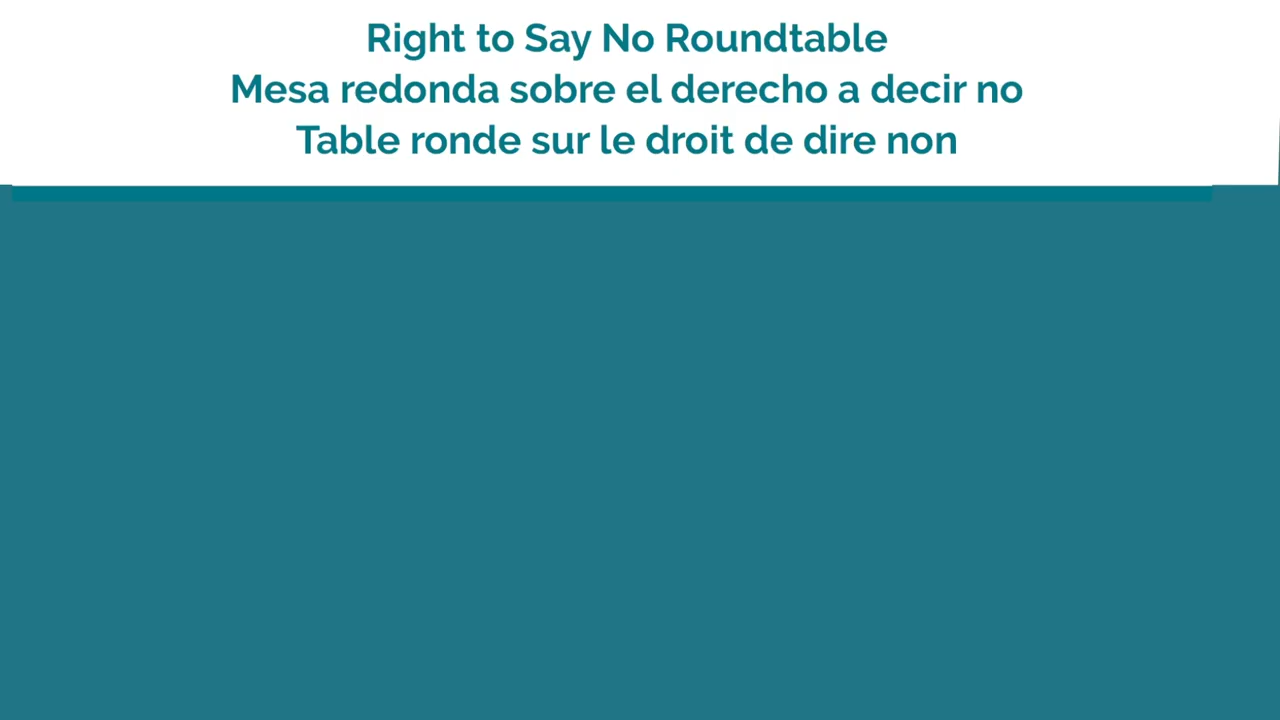 Right to Say No Roundtable
Mesa redonda sobre el derecho a decir no
Table ronde sur le droit de dire non